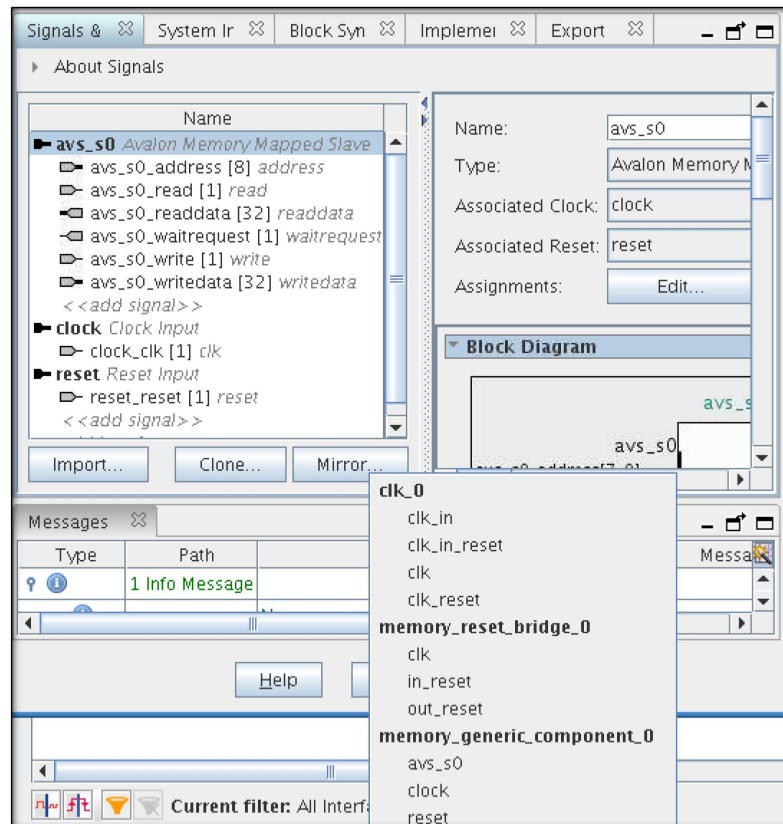 Signals & System Ir Block Syn Implemei Export
About Signals
Name
avs_s0 Avalon Memory Mapped Slave
avs_s0_address [8] address
avs_s0_read [1] read
avs_s0_readdata [32] readdata
avs_s0_waitrequest [1] waitrequest
avs_s0_write [1] write
avs_s0_writedata [32] writedata
<<add signal>>
clock Clock Input
clock_clk [1] clk
reset Reset Input
reset_reset [1] reset
<<add signal>>
Import... Clone... Mirror...
Name: avs_s0
Type: Avalon Memory M
Associated Clock: clock
Associated Reset: reset
Assignments: Edit...
Block Diagram
avs_s
avs_s0
clk_0
clk_in
clk_in_reset
clk
clk_reset
memory_reset_bridge_0
clk
in_reset
out_reset
memory_generic_component_0
avs_s0
clock
reset
Messages
Type Path Messa
1 Info Message
Help
Current filter: All Interfa